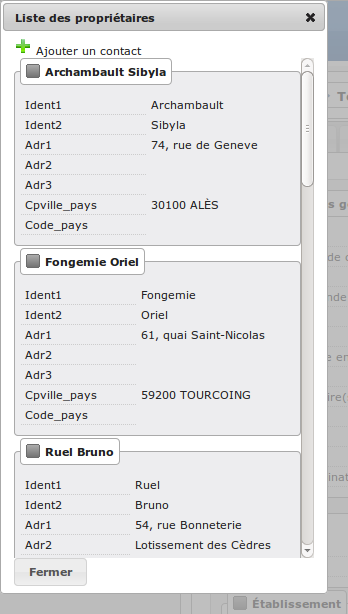 Liste des propriétaires
Ajouter un contact
Archambault Sibyla
Ident1 Archambault
Ident2 Sibyla
Adr1 74, rue de Geneve
Adr2
Adr3
Cpville_pays 30100 ALÈS
Code_pays
Fongemie Oriel
Ident1 Fongemie
Ident2 Oriel
Adr1 61, quai Saint-Nicolas
Adr2
Adr3
Cpville_pays 59200 TOURCOING
Code_pays
Ruel Bruno
Ident1 Ruel
Ident2 Bruno
Adr1 54, rue Bonneterie
Adr2 Lotissement des Cèdres
Fermer
Établissement